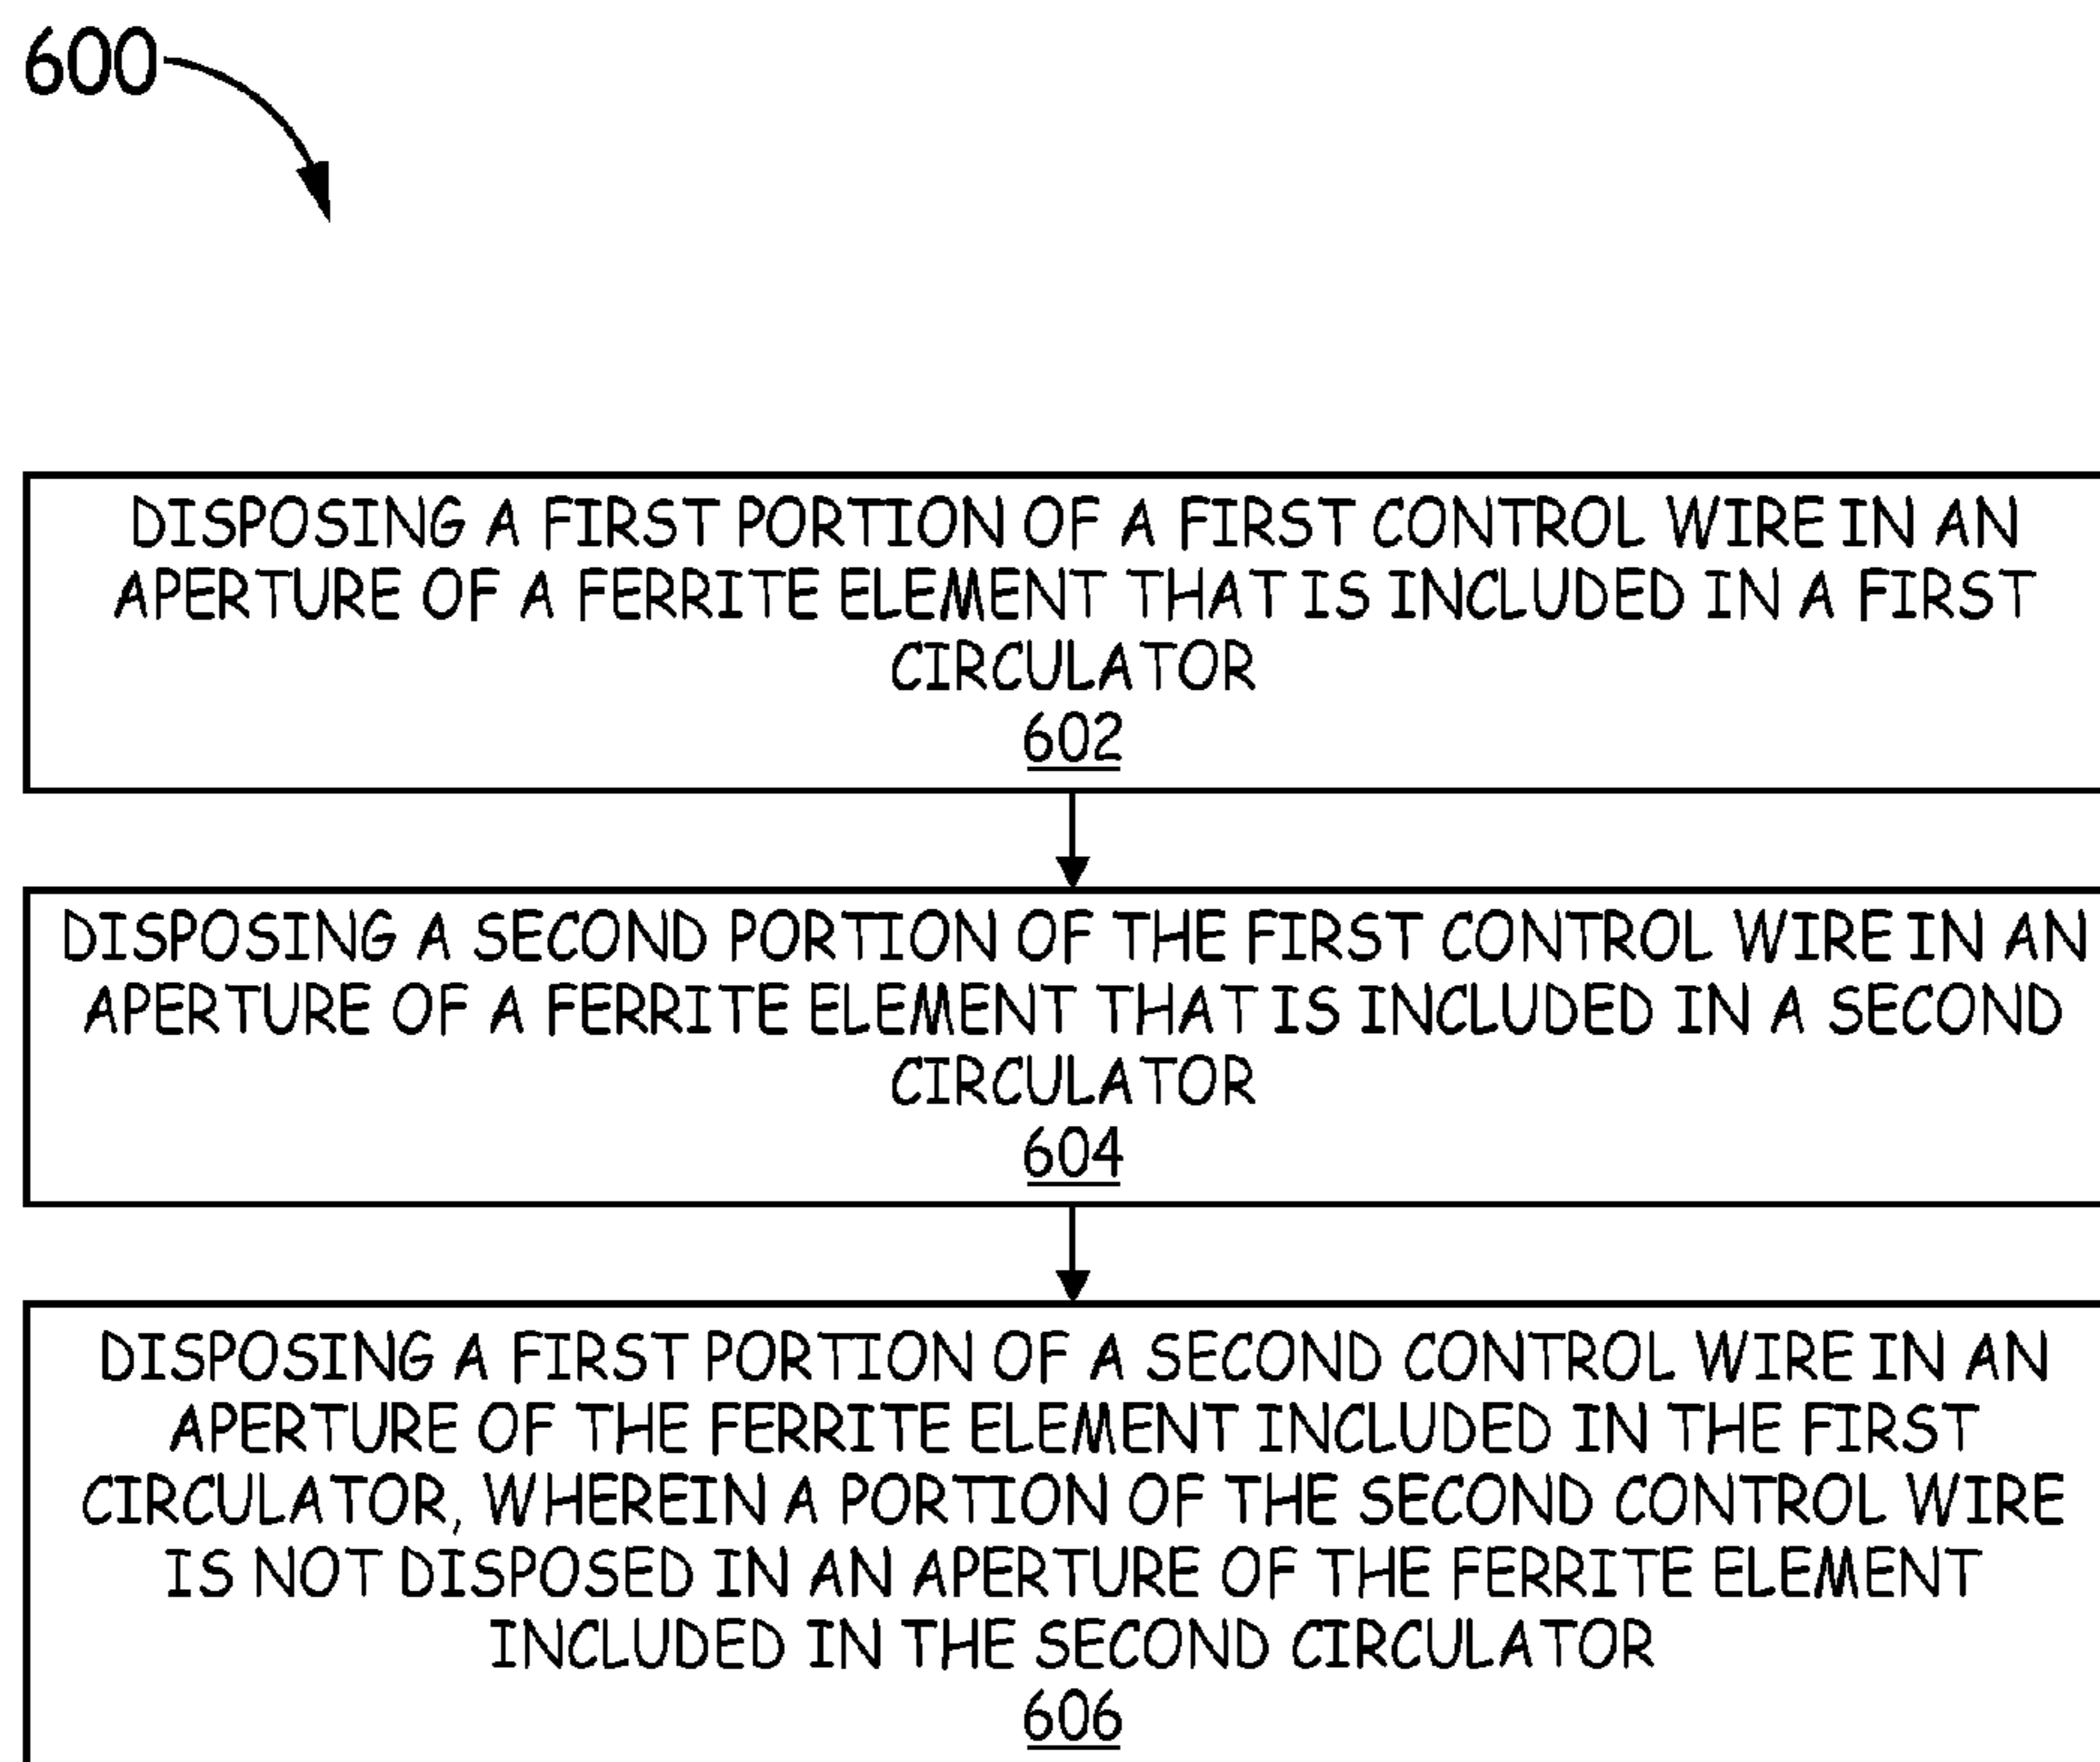 600
DISPOSING A FIRST PORTION OF A FIRST CONTROL WIRE IN AN
APERTURE OF A FERRITE ELEMENT THAT IS INCLUDED IN A FIRST
CIRCULATOR
602
DISPOSING A SECOND PORTION OF THE FIRST CONTROL WIRE IN AN
APERTURE OF A FERRITE ELEMENT THAT IS INCLUDED IN A SECOND
CIRCULATOR
604
DISPOSING A FIRST PORTION OF A SECOND CONTROL WIRE IN AN
APERTURE OF THE FERRITE ELEMENT INCLUDED IN THE FIRST
CIRCULATOR, WHEREIN A PORTION OF THE SECOND CONTROL WIRE
IS NOT DISPOSED IN AN APERTURE OF THE FERRITE ELEMENT
INCLUDED IN THE SECOND CIRCULATOR
606